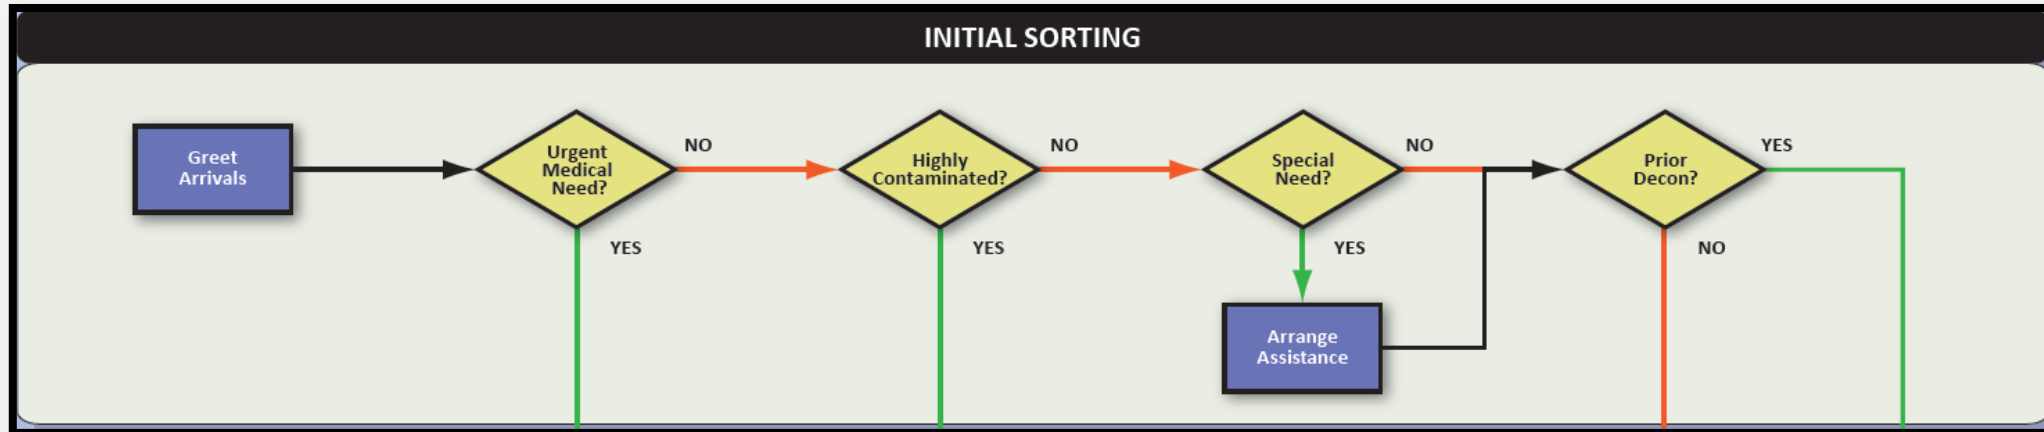 INITIAL SORTING
Greet
Arrivals
Urgent
Medical
Need?
NO
YES
Highly
Contaminated?
NO
YES
Special
Need?
NO
YES
Arrange
Assistance
Prior
Decon?
YES
NO